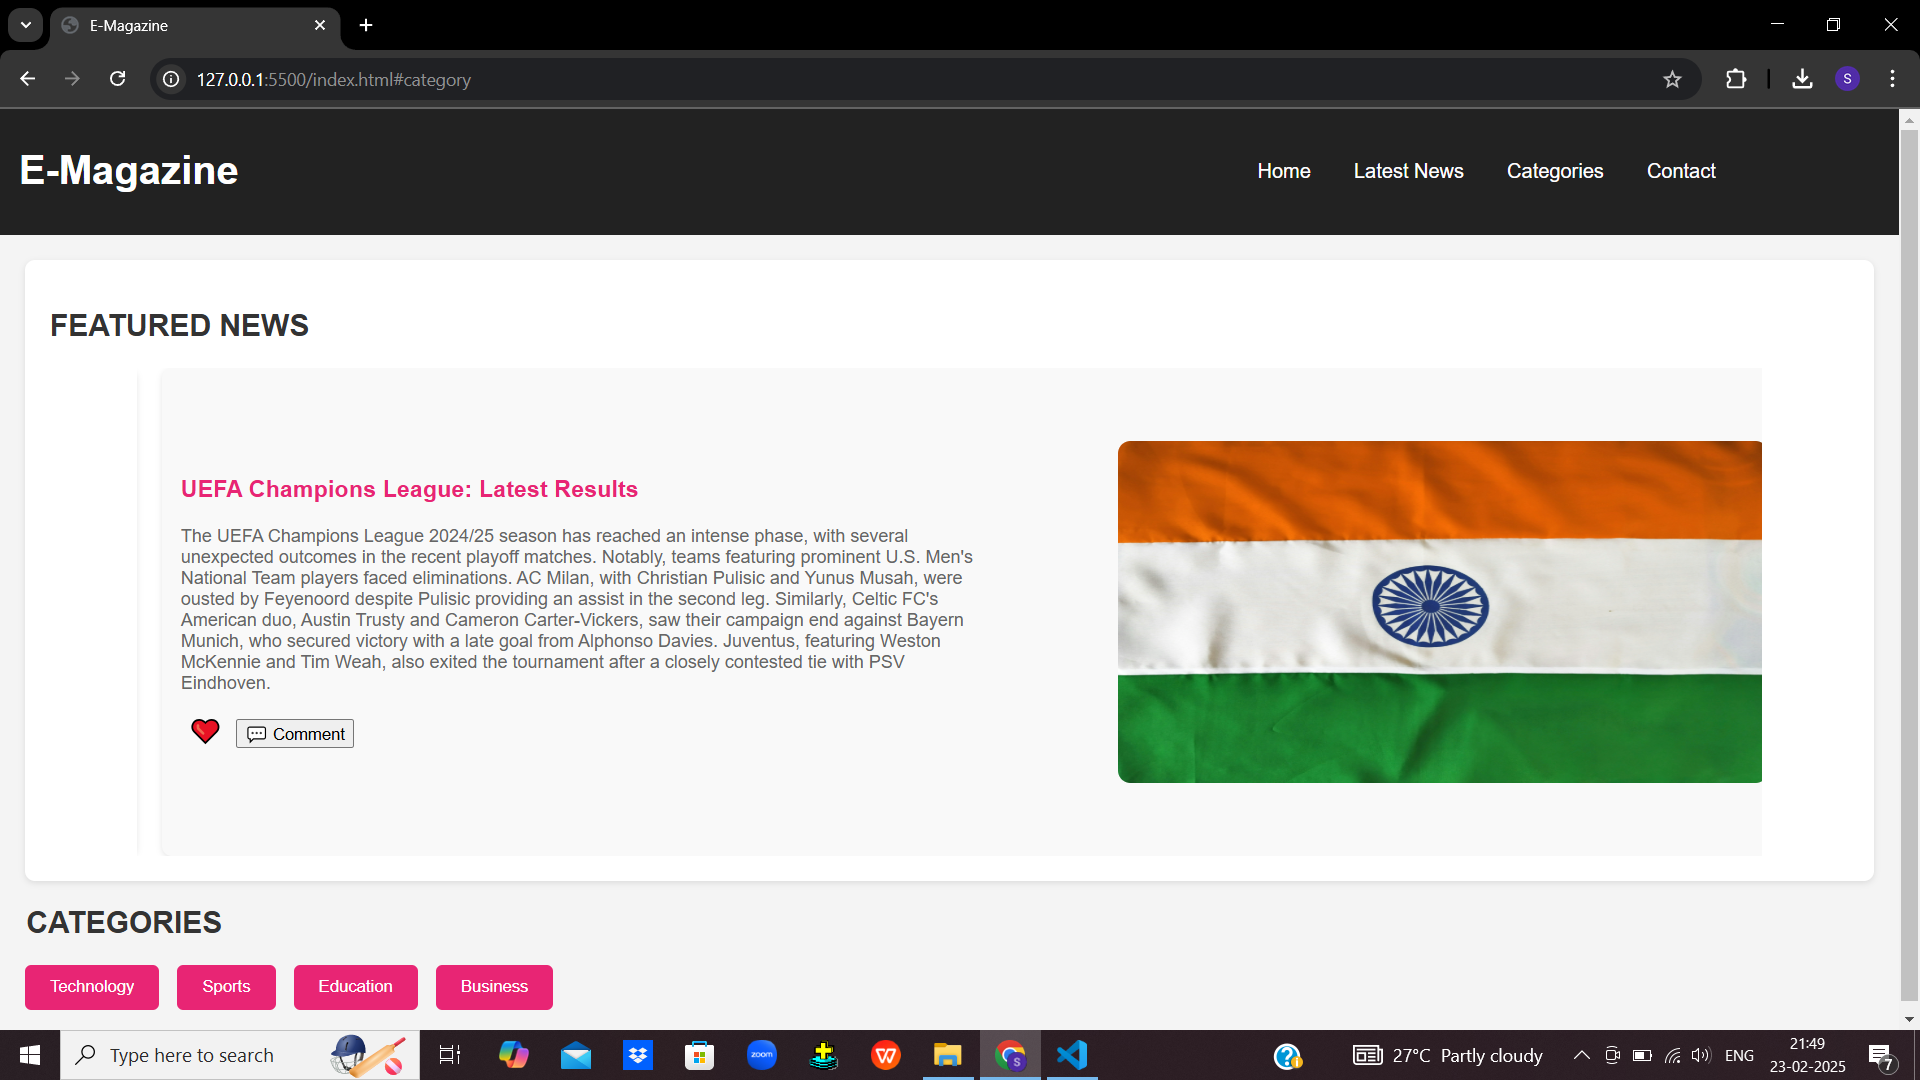 E-Magazine
127.0.0.1:5500/index.html#category
S
E-Magazine
Home
Latest News
Categories
Contact
FEATURED NEWS
UEFA Champions League: Latest Results
The UEFA Champions League 2024/25 season has reached an intense phase, with several
unexpected outcomes in the recent playoff matches. Notably, teams featuring prominent U.S. Men's
National Team players faced eliminations. AC Milan, with Christian Pulisic and Yunus Musah, were
ousted by Feyenoord despite Pulisic providing an assist in the second leg. Similarly, Celtic FC's
American duo, Austin Trusty and Cameron Carter-Vickers, saw their campaign end against Bayern
Munich, who secured victory with a late goal from Alphonso Davies. Juventus, featuring Weston
McKennie and Tim Weah, also exited the tournament after a closely contested tie with PSV
Eindhoven.
Comment
CATEGORIES
Technology
Sports
Education
Business
Type here to search
zoom
W
S
?
27°C Partly cloudy
ENG
21:49
23-02-2025
7